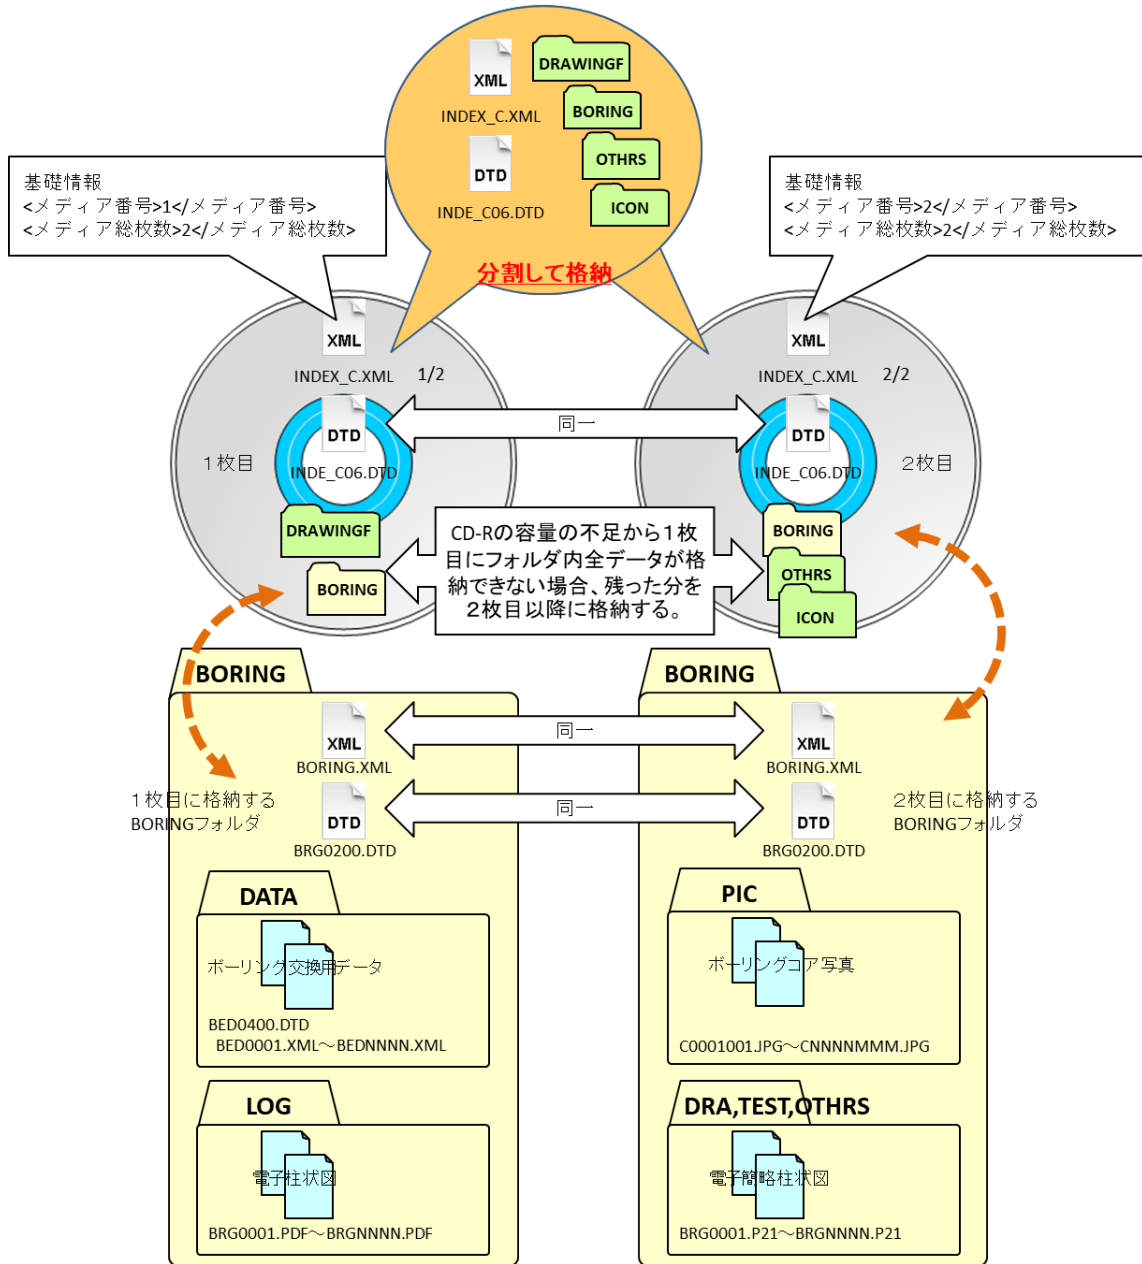 XML
INDEX_C.XML
DRAWINGF
BORING
DTD
INDE_C06.DTD
OTHRS
ICON
分割して格納
基礎情報
<メディア番号>1</メディア番号>
<メディア総枚数>2</メディア総枚数>
基礎情報
<メディア番号>2</メディア番号>
<メディア総枚数>2</メディア総枚数>
XML
INDEX_C.XML 1/2
XML
INDEX_C.XML 2/2
同一
1枚目
DTD
INDE_C06.DTD
DTD
INDE_C06.DTD
2枚目
DRAWINGF
BORING
CD-Rの容量の不足から1枚
目にフォルダ内全データが格
納できない場合、残った分を
2枚目以降に格納する。
BORING
OTHRS
ICON
BORING
BORING
XML
BORING.XML
同一
XML
BORING.XML
1枚目に格納する
BORINGフォルダ
DTD
BRG0200.DTD
同一
DTD
BRG0200.DTD
2枚目に格納する
BORINGフォルダ
DATA
ボーリング交換用データ
BED0400.DTD
BED0001.XML～BEDNNNN.XML
PIC
ボーリングコア写真
C0001001.JPG～CNNNNMMM.JPG
LOG
電子柱状図
BRG0001.PDF～BRGNNNN.PDF
DRA,TEST,OTHRS
電子簡略柱状図
BRG0001.P21～BRGNNNN.P21